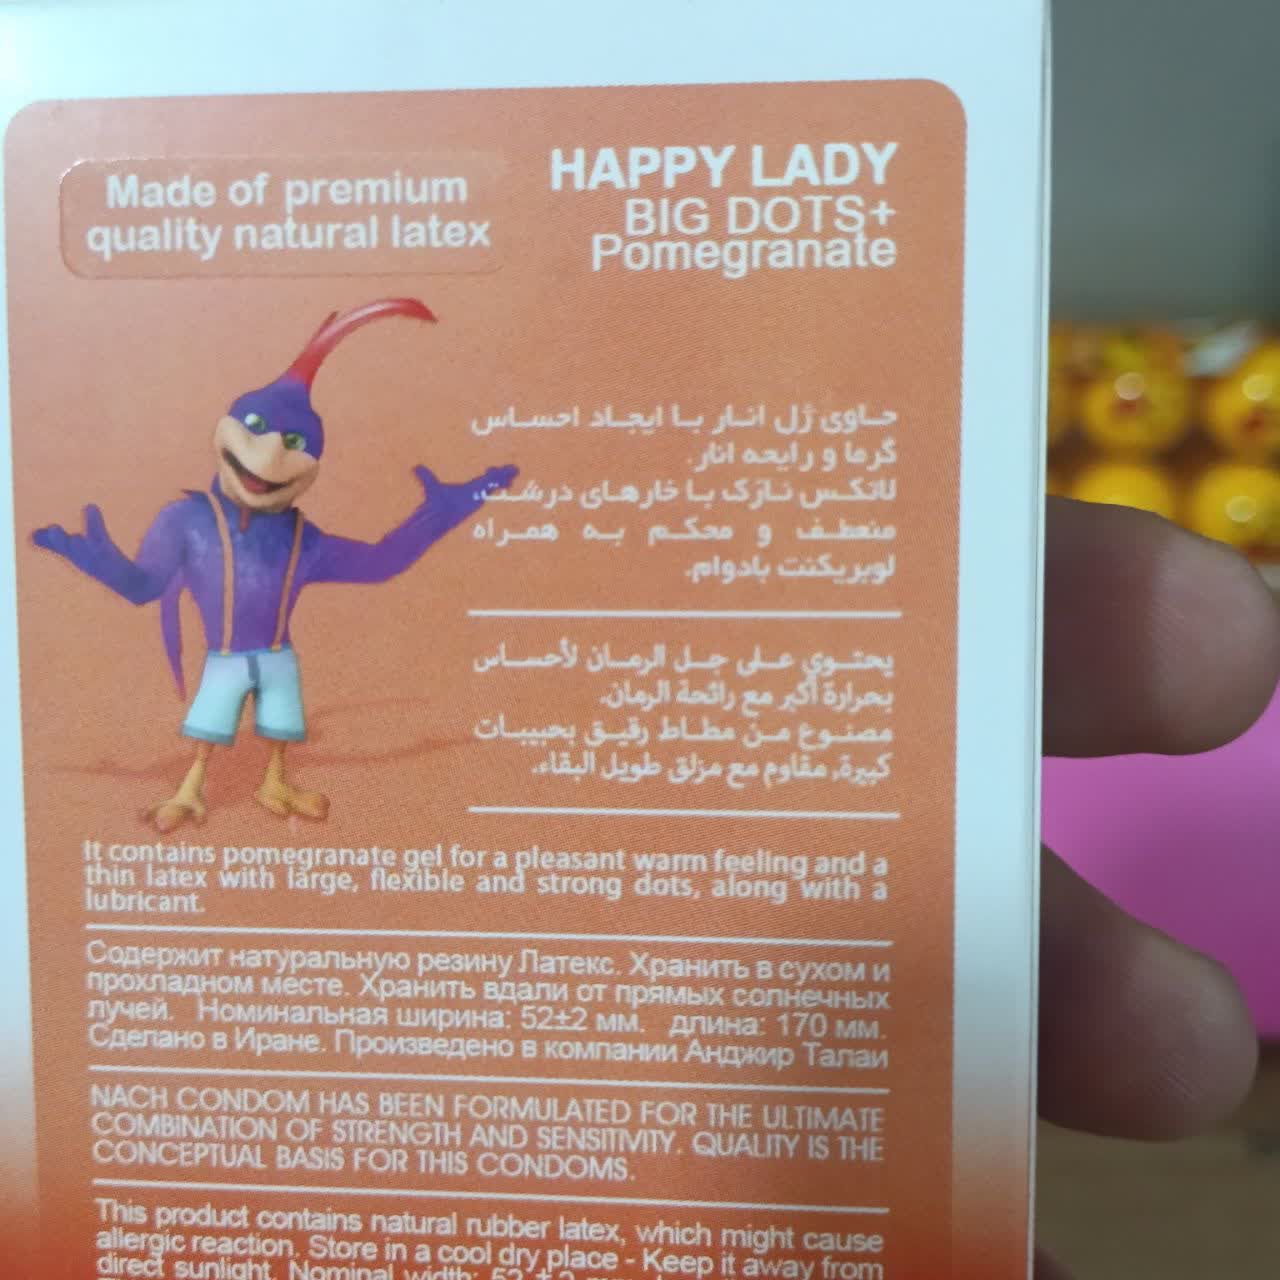 Made of premium
quality natural latex
HAPPY LADY
BIG DOTS+
Pomegranate
حاوی ژل انار با ایجاد احساس
گرما و رایحه انار.
لاتکس نازک با خارهای درشت،
منعطف و محکم به همراه
لوبریکنت بادوام.
يحتوي على جل الرمان لأحساس
بحرارة أكبر مع رائحة الرمان.
مصنوع من مطاط رقيق بحبيبات
كبيرة, مقاوم مع مزلق طويل البقاء.
It contains pomegranate gel for a pleasant warm feeling and a
thin latex with large, flexible and strong dots, along with a
lubricant.
Содержит натуральную резину Латекс. Хранить в сухом и
прохладном месте. Хранить вдали от прямых солнечных
лучей. Номинальная ширина: 52±2 мм. длина: 170 мм.
Сделано в Иране. Произведено в компании Анджир Талаи
NACH CONDOM HAS BEEN FORMULATED FOR THE ULTIMATE
COMBINATION OF STRENGTH AND SENSITIVITY. QUALITY IS THE
CONCEPTUAL BASIS FOR THIS CONDOMS.
This product contains natural rubber latex, which might cause
allergic reaction. Store in a cool dry place - Keep it away from
direct sunlight. Nominal width: 52 ± 2